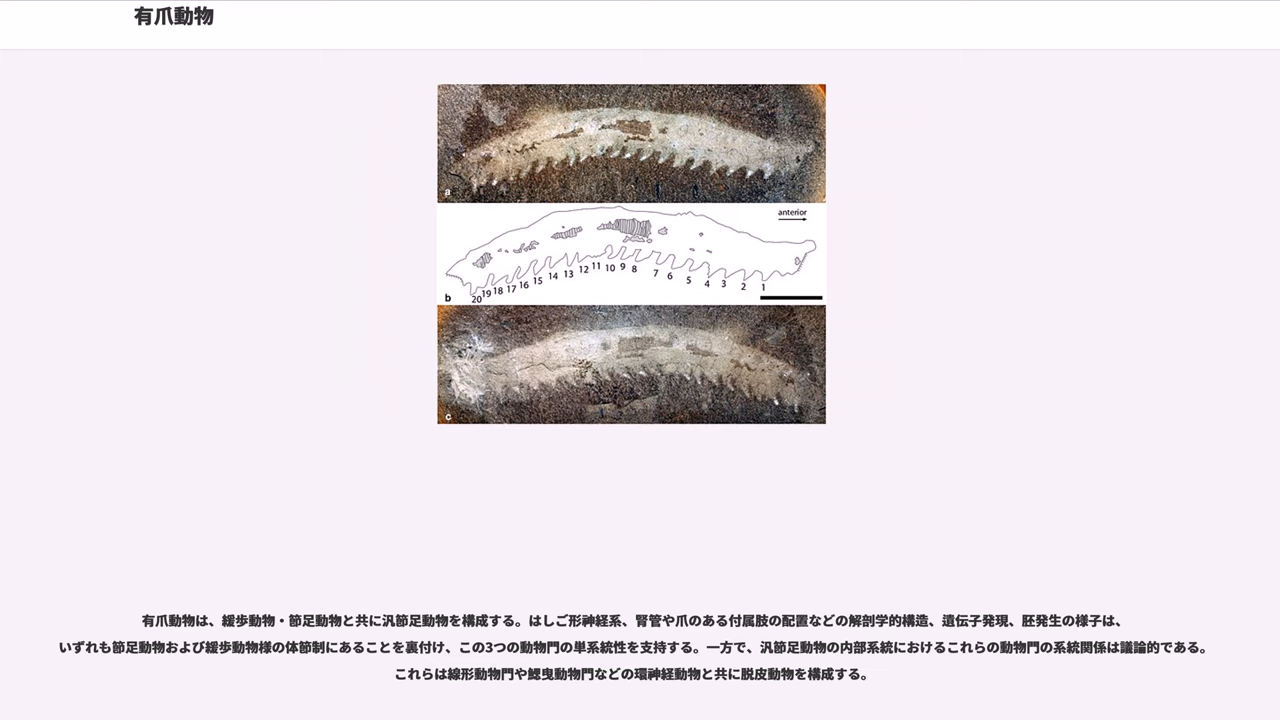 有爪動物
a
anterior
20 19 18 17 16 15 14 13 12 11 10 9 8 7 6 5 4 3 2 1
b
c
有爪動物は、緩歩動物・節足動物と共に汎節足動物を構成する。はしご形神経系、腎管や爪のある付属肢の配置などの解剖学的構造、遺伝子発現、胚発生の様子は、
いずれも節足動物および緩歩動物様の体節制にあることを裏付け、この3つの動物門の単系統性を支持する。一方で、汎節足動物の内部系統におけるこれらの動物門の系統関係は議論的である。
これらは線形動物門や鰓曳動物門などの環神経動物と共に脱皮動物を構成する。